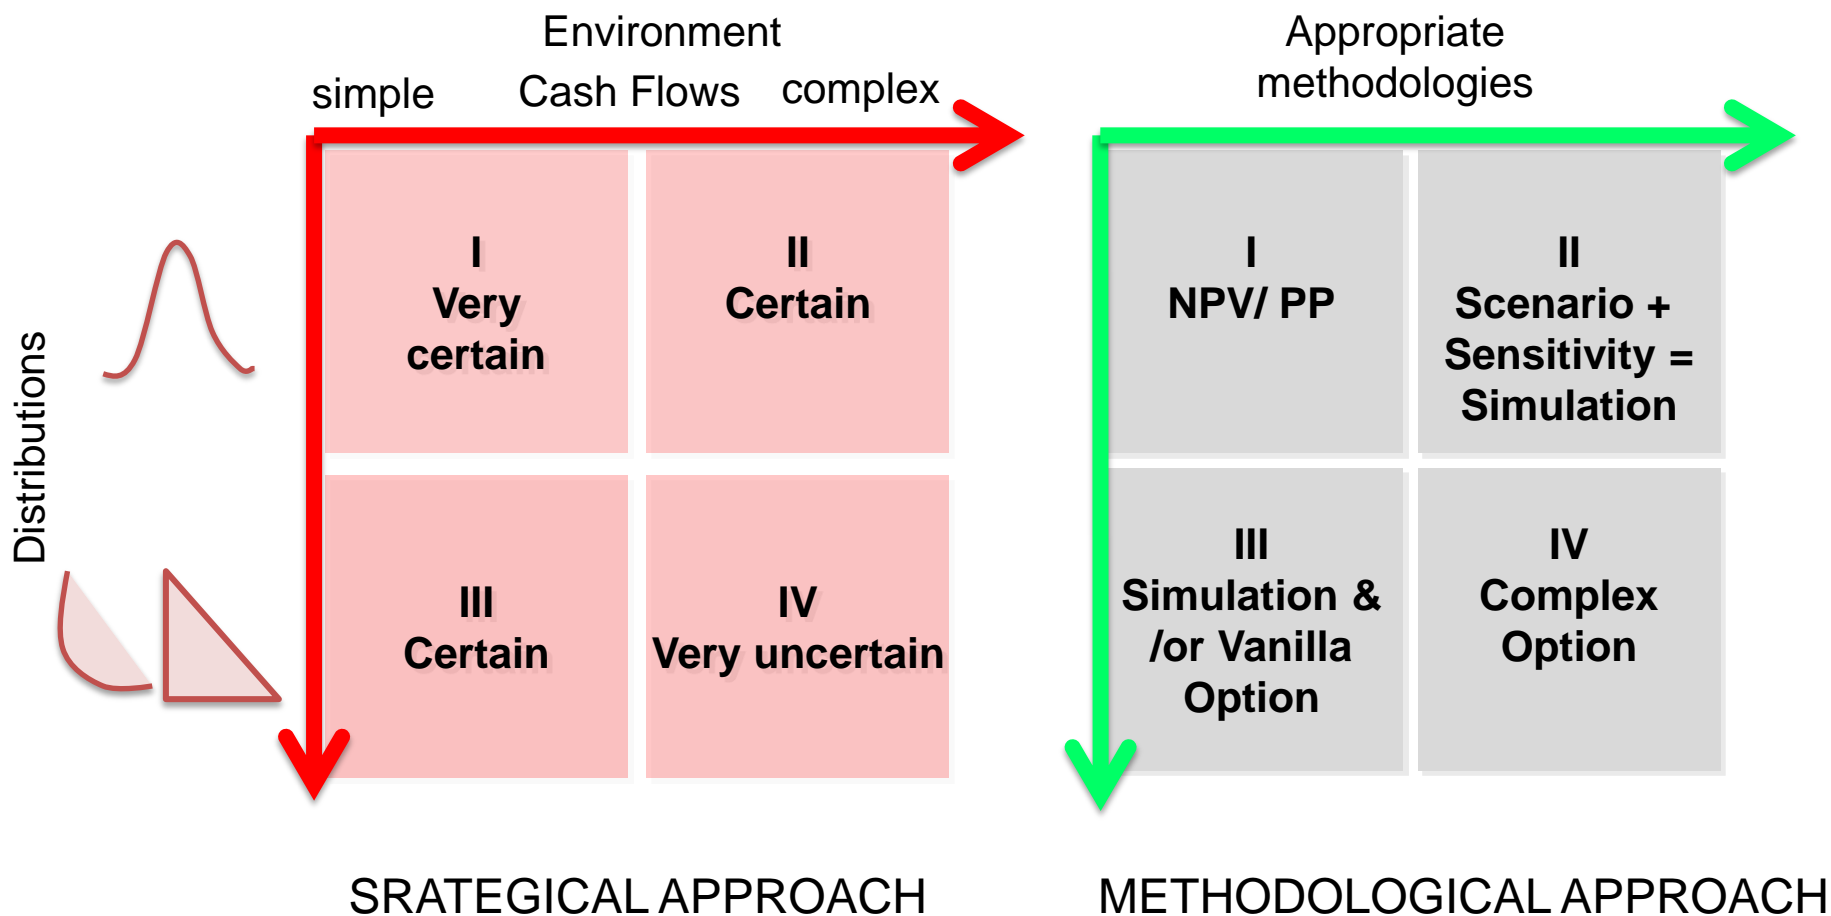 Environment
simple Cash Flows complex
Distributions
I
Very
certain
II
Certain
III
Certain
IV
Very uncertain
SRATEGICAL APPROACH
Appropriate
methodologies
I
NPV/ PP
II
Scenario +
Sensitivity =
Simulation
III
Simulation &
/or Vanilla
Option
IV
Complex
Option
METHODOLOGICAL APPROACH